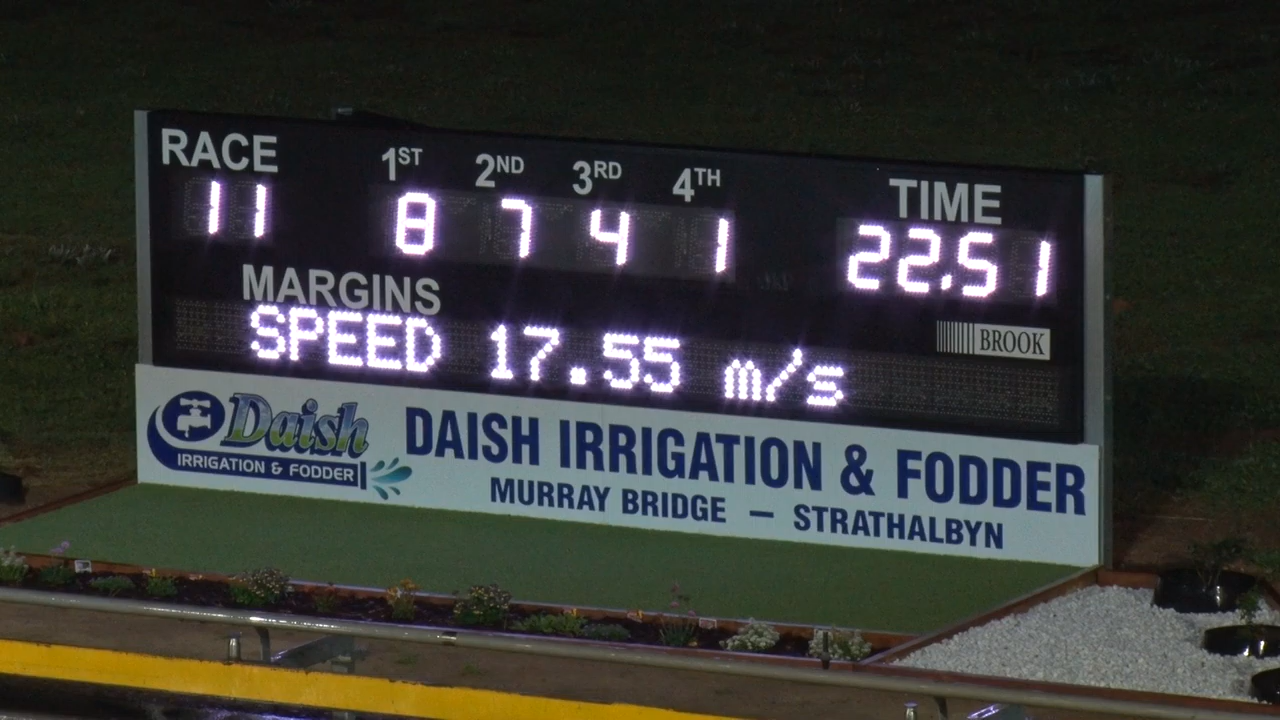 RACE 1ST 2ND 3RD 4TH TIME
11 8 7 4 1 22.51
MARGINS
SPEED 17.55 m/s
BROOK
Daish
IRRIGATION & FODDER
DAISH IRRIGATION & FODDER
MURRAY BRIDGE – STRATHALBYN